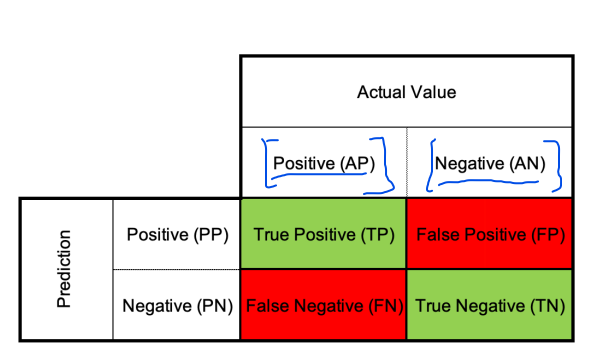 Actual Value
Positive (AP) Negative (AN)
Prediction
Positive (PP) True Positive (TP) False Positive (FP)
Negative (PN) False Negative (FN) True Negative (TN)